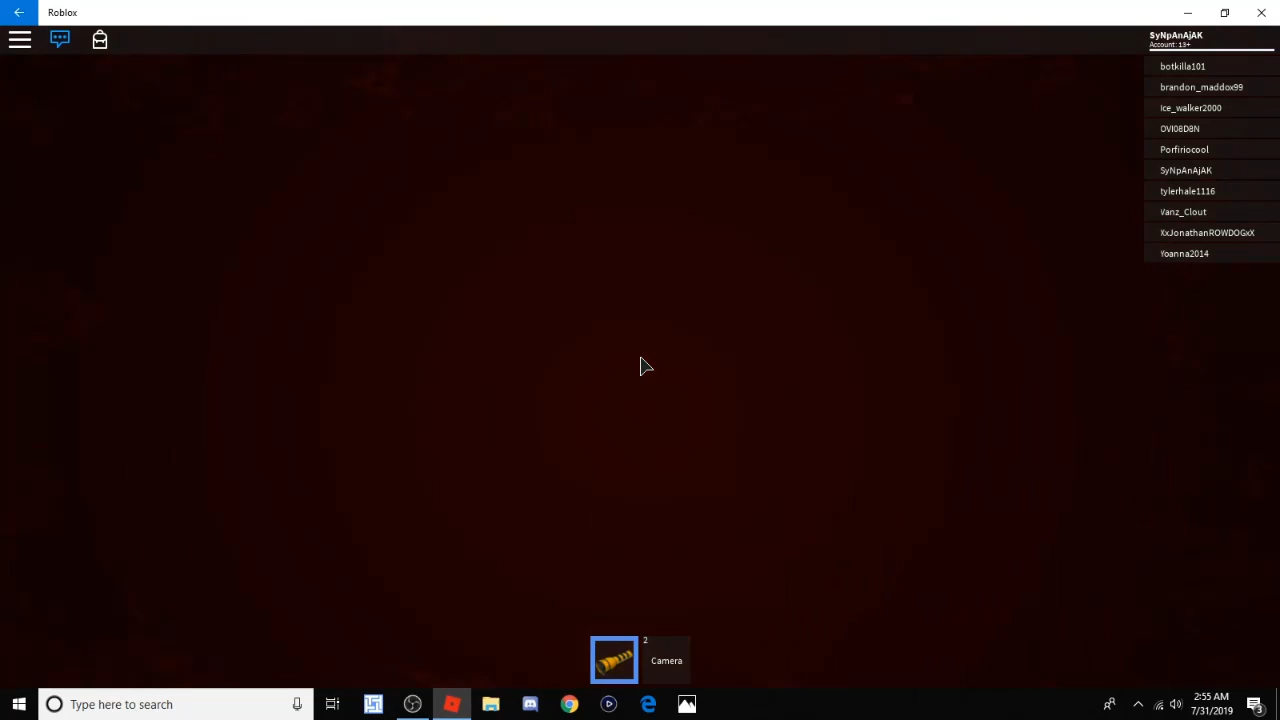 Roblox
SyNpAnAjAK
Account: 13+
botkilla101
brandon_maddox99
Ice_walker2000
OVI08D8N
Porfiriocool
SyNpAnAjAK
tylerhale1116
Vanz_Clout
XxJonathanROWDOGxX
Yoanna2014
2
Camera
Type here to search
2:55 AM
7/31/2019
3